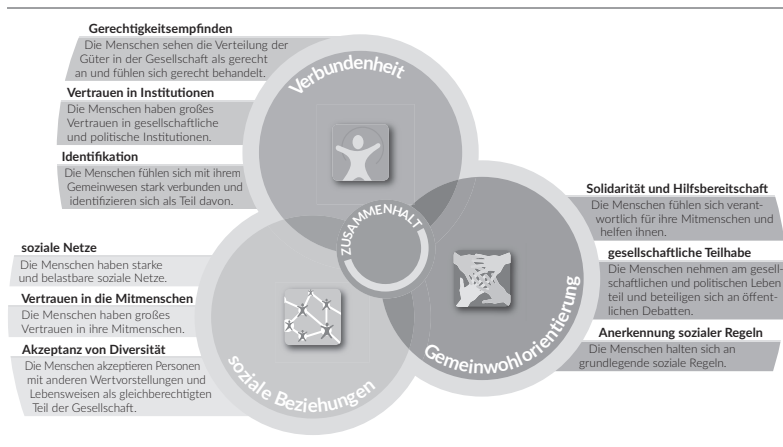 Gerechtigkeitsempfinden
Die Menschen sehen die Verteilung der
Güter in der Gesellschaft als gerecht
an und fühlen sich gerecht behandelt.
Vertrauen in Institutionen
Die Menschen haben großes
Vertrauen in gesellschaftliche
und politische Institutionen.
Identifikation
Die Menschen fühlen sich mit ihrem
Gemeinwesen stark verbunden und
identifizieren sich als Teil davon.
Verbundenheit
ZUSAMMENHALT
soziale Netze
Die Menschen haben starke
und belastbare soziale Netze.
Vertrauen in die Mitmenschen
Die Menschen haben großes
Vertrauen in ihre Mitmenschen.
Akzeptanz von Diversität
Die Menschen akzeptieren Personen
mit anderen Wertvorstellungen und
Lebensweisen als gleichberechtigten
Teil der Gesellschaft.
soziale Beziehungen
Gemeinwohlorientierung
Solidarität und Hilfsbereitschaft
Die Menschen fühlen sich verant-
wortlich für ihre Mitmenschen und
helfen ihnen.
gesellschaftliche Teilhabe
Die Menschen nehmen am gesell-
schaftlichen und politischen Leben
teil und beteiligen sich an öffent-
lichen Debatten.
Anerkennung sozialer Regeln
Die Menschen halten sich an
grundlegende soziale Regeln.